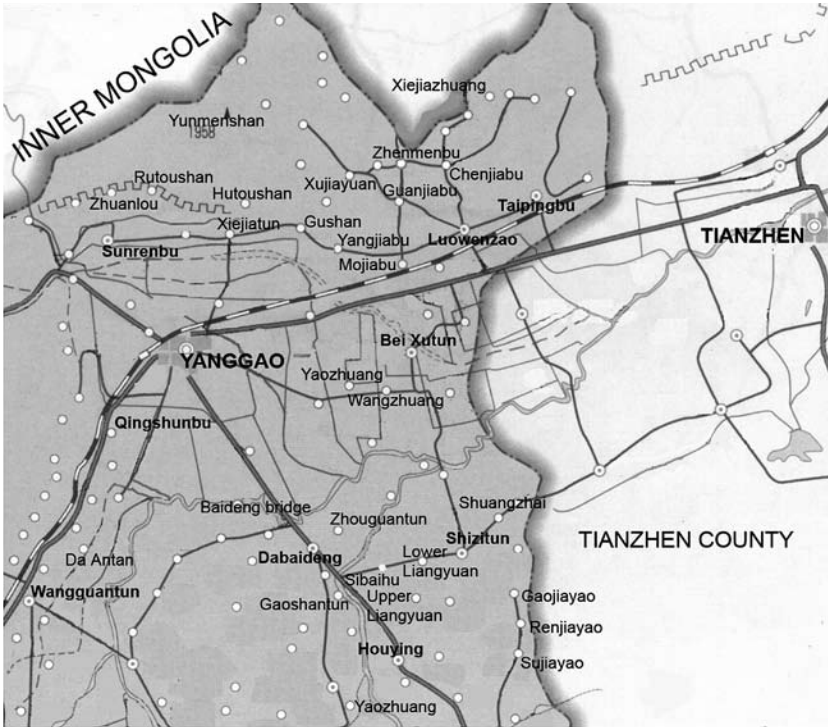 INNER MONGOLIA
Xiejiazhuang
Yunmenshan
1958
Zhenmenbu
Chenjiabu
Xujiayuan
Guanjiabu
Rutoushan
Zhuanlou
Hutoushan
Taipingbu
Xiejiatun
Gushan
Yangjiabu
Luowenzao
TIANZHEN
Sunrenbu
Mojiabu
Bei Xutun
YANGGAO
Yaozhuang
Wangzhuang
Qingshunbu
Shuangzhai
Baideng bridge
Zhouguantun
Shizitun
TIANZHEN COUNTY
Da Antan
Dabaideng
Lower
Liangyuan
Sibaihu
Wangguantun
Gaoshantun
Upper
Liangyuan
Gaojiayao
Renjiayao
Houying
Sujiayao
Yaozhuang